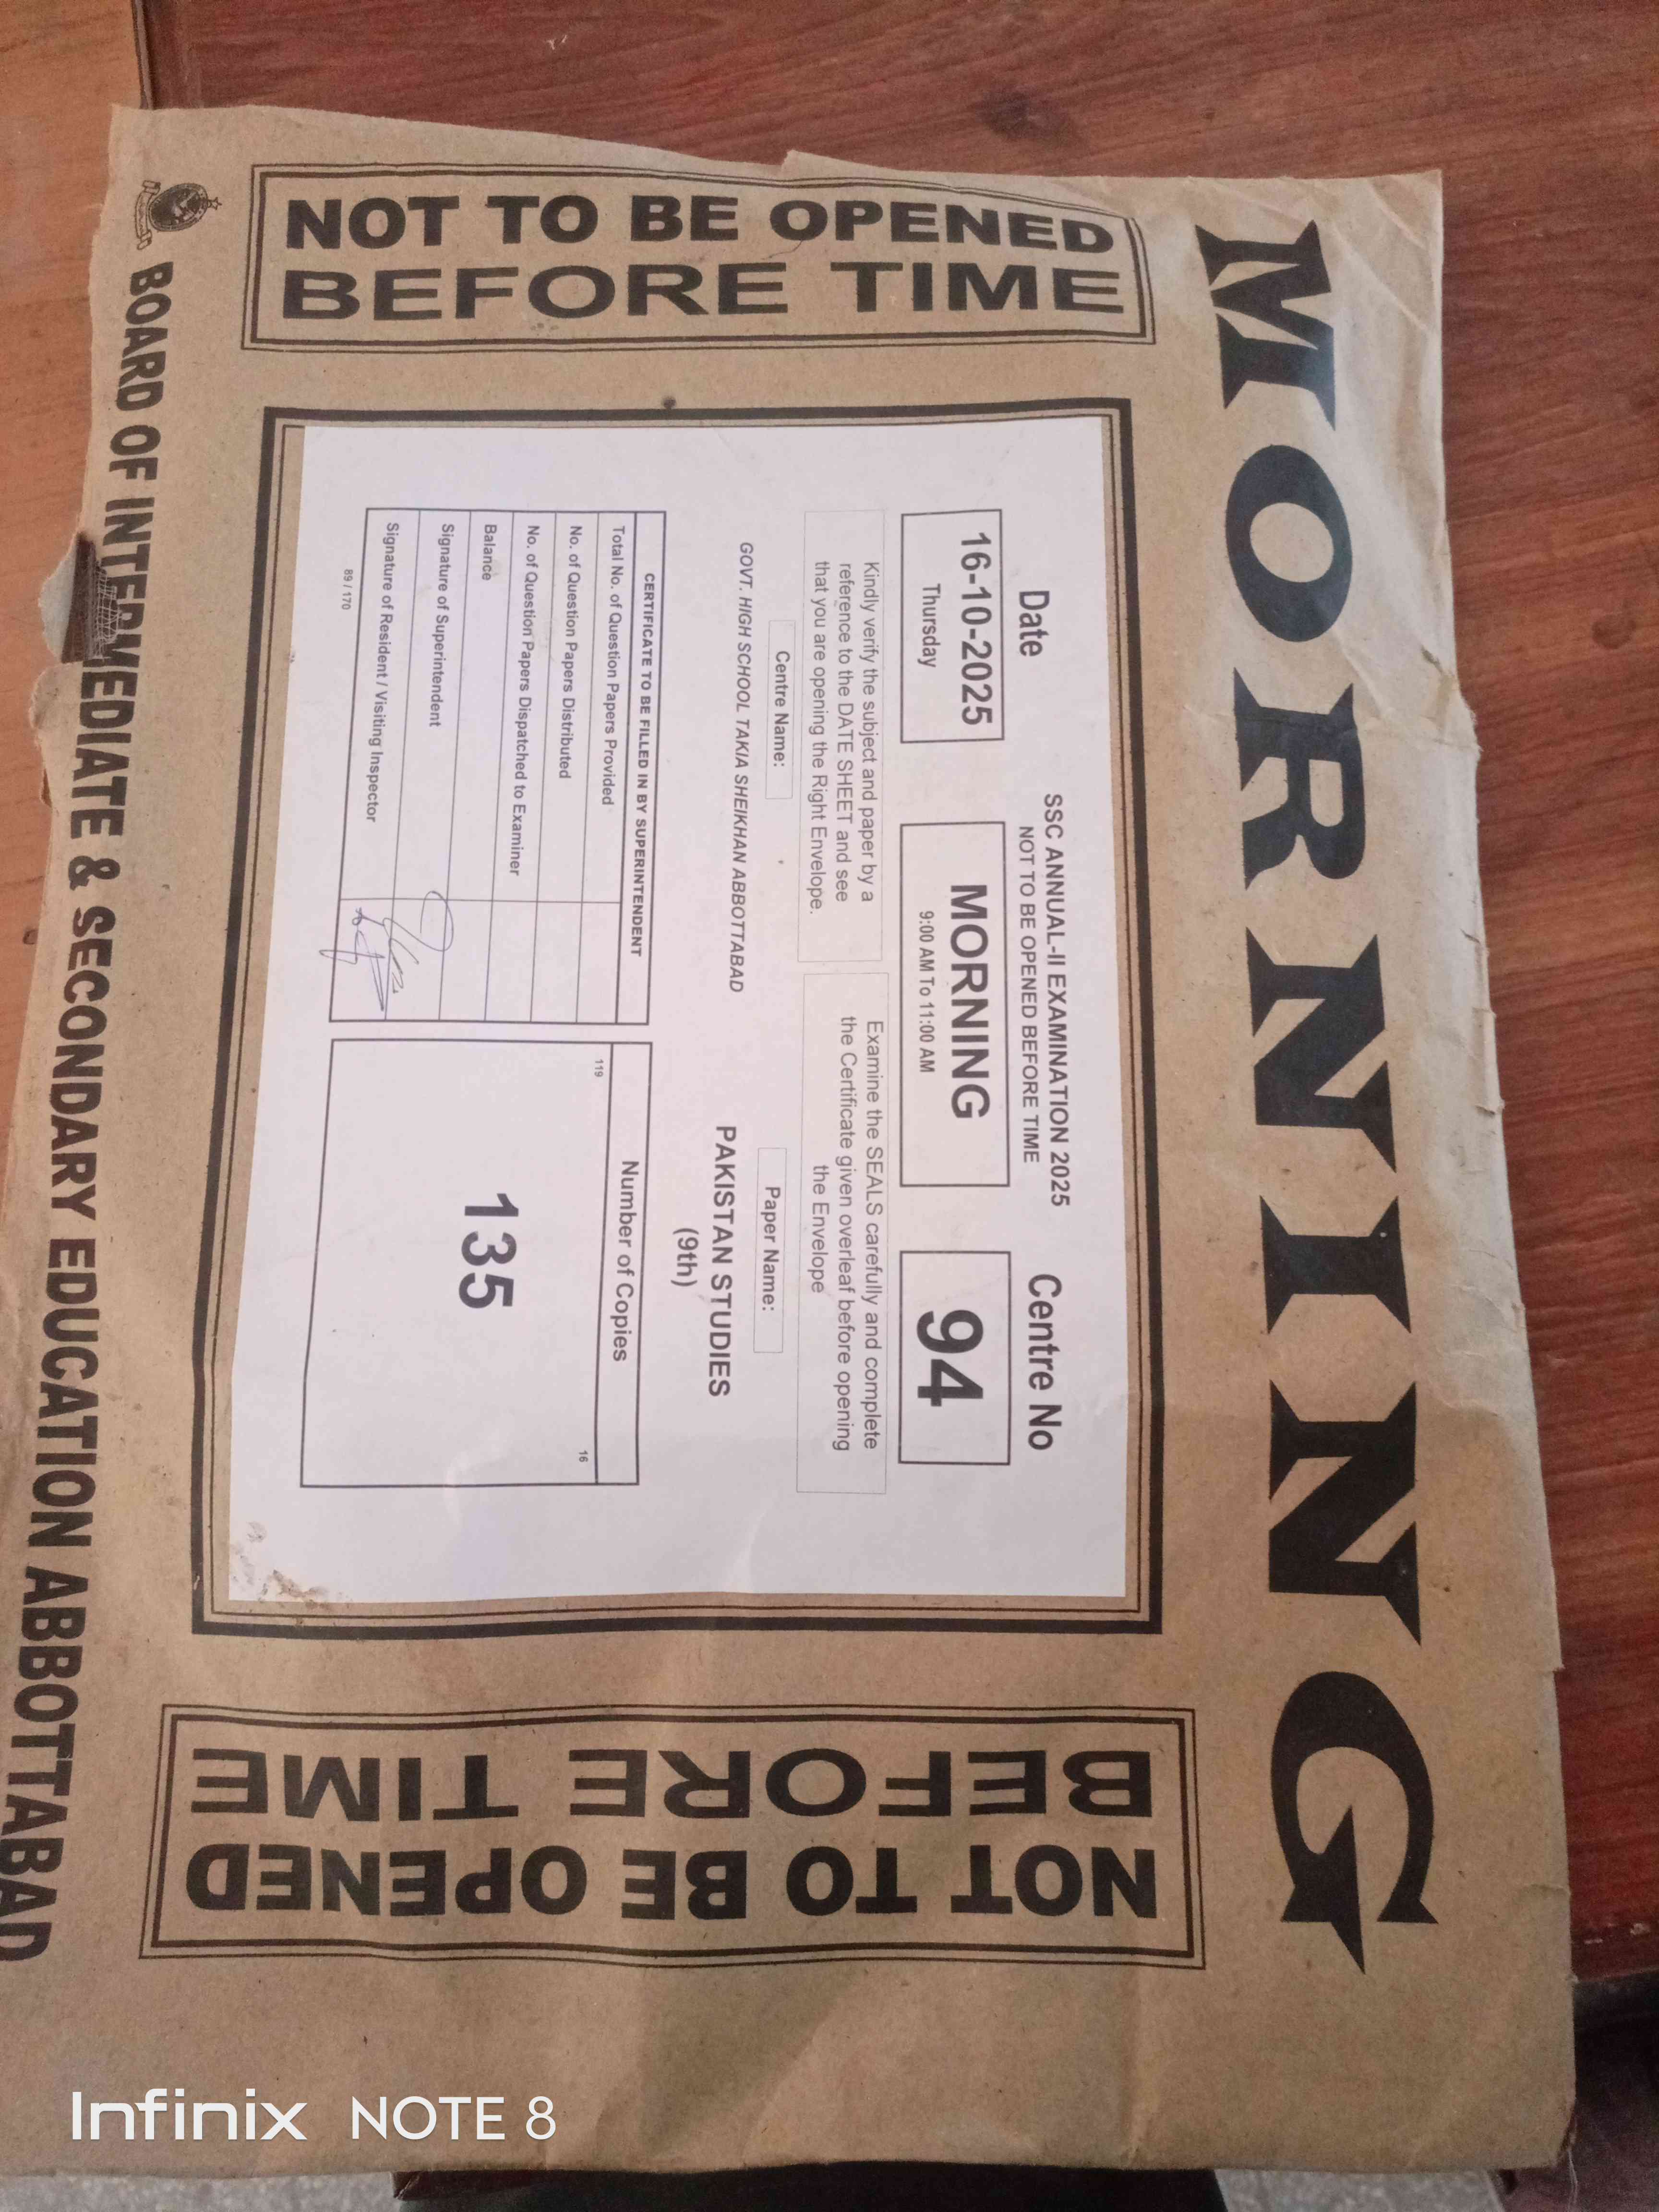 MORNING
NOT TO BE OPENED
BEFORE TIME
SSC ANNUAL-II EXAMINATION 2025
NOT TO BE OPENED BEFORE TIME
Date
Centre No
16-10-2025
Thursday
MORNING
9:00 AM To 11:00 AM
94
Kindly verify the subject and paper by a
reference to the DATE SHEET and see
that you are opening the Right Envelope.
Examine the SEALS carefully and complete
the Certificate given overleaf before opening
the Envelope
Centre Name:
Paper Name:
GOVT. HIGH SCHOOL TAKIA SHEIKHAN ABBOTTABAD
PAKISTAN STUDIES
(9th)
CERTIFICATE TO BE FILLED IN BY SUPERINTENDENT
Total No. of Question Papers Provided
No. of Question Papers Distributed
No. of Question Papers Dispatched to Examiner
Balance
Signature of Superintendent
Signature of Resident / Visiting Inspector
89 / 170
Number of Copies
119
16
135
NOT TO BE OPENED
BEFORE TIME
BOARD OF INTERMEDIATE & SECONDARY EDUCATION ABBOTTABAD
Infinix NOTE 8